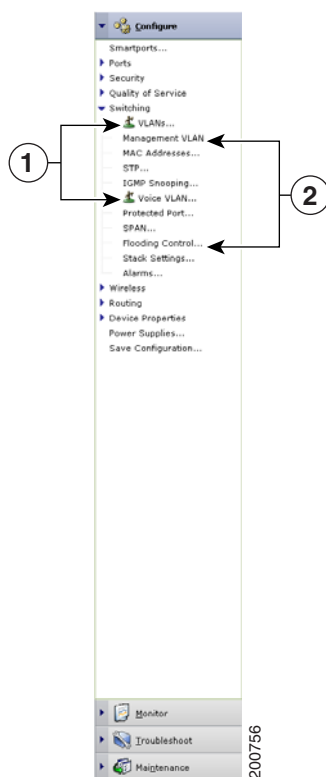 Configure
Smartports...
Ports
Security
Quality of Service
Switching
VLANs...
Management VLAN
MAC Addresses...
STP...
IGMP Snooping...
Voice VLAN...
Protected Port...
SPAN...
Flooding Control...
Stack Settings...
Alarms...
Wireless
Routing
Device Properties
Power Supplies...
Save Configuration...
1
2
Monitor
Troubleshoot
Maintenance
200756